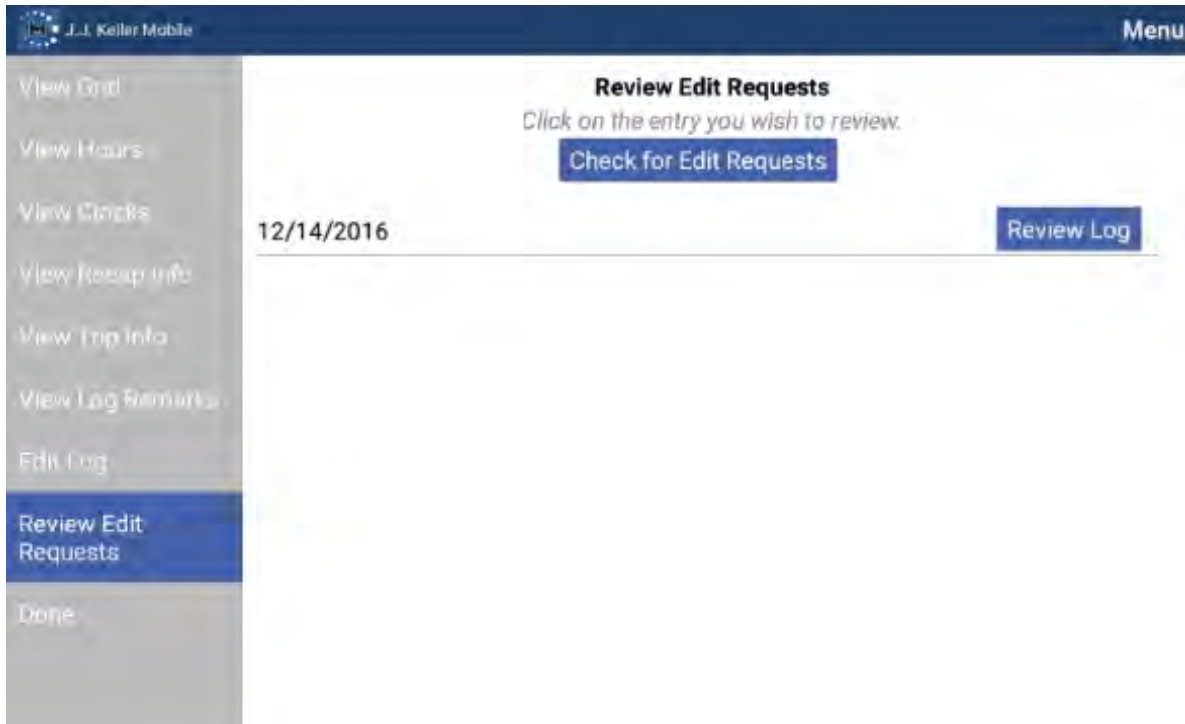 J.J. Keller Mobile
Menu
View Grid
View Hours
View Clocks
View Recap Info
View Trip Info
View Log Remarks
Edit Log
Review Edit
Requests
Done
Review Edit Requests
Click on the entry you wish to review.
Check for Edit Requests
12/14/2016
Review Log